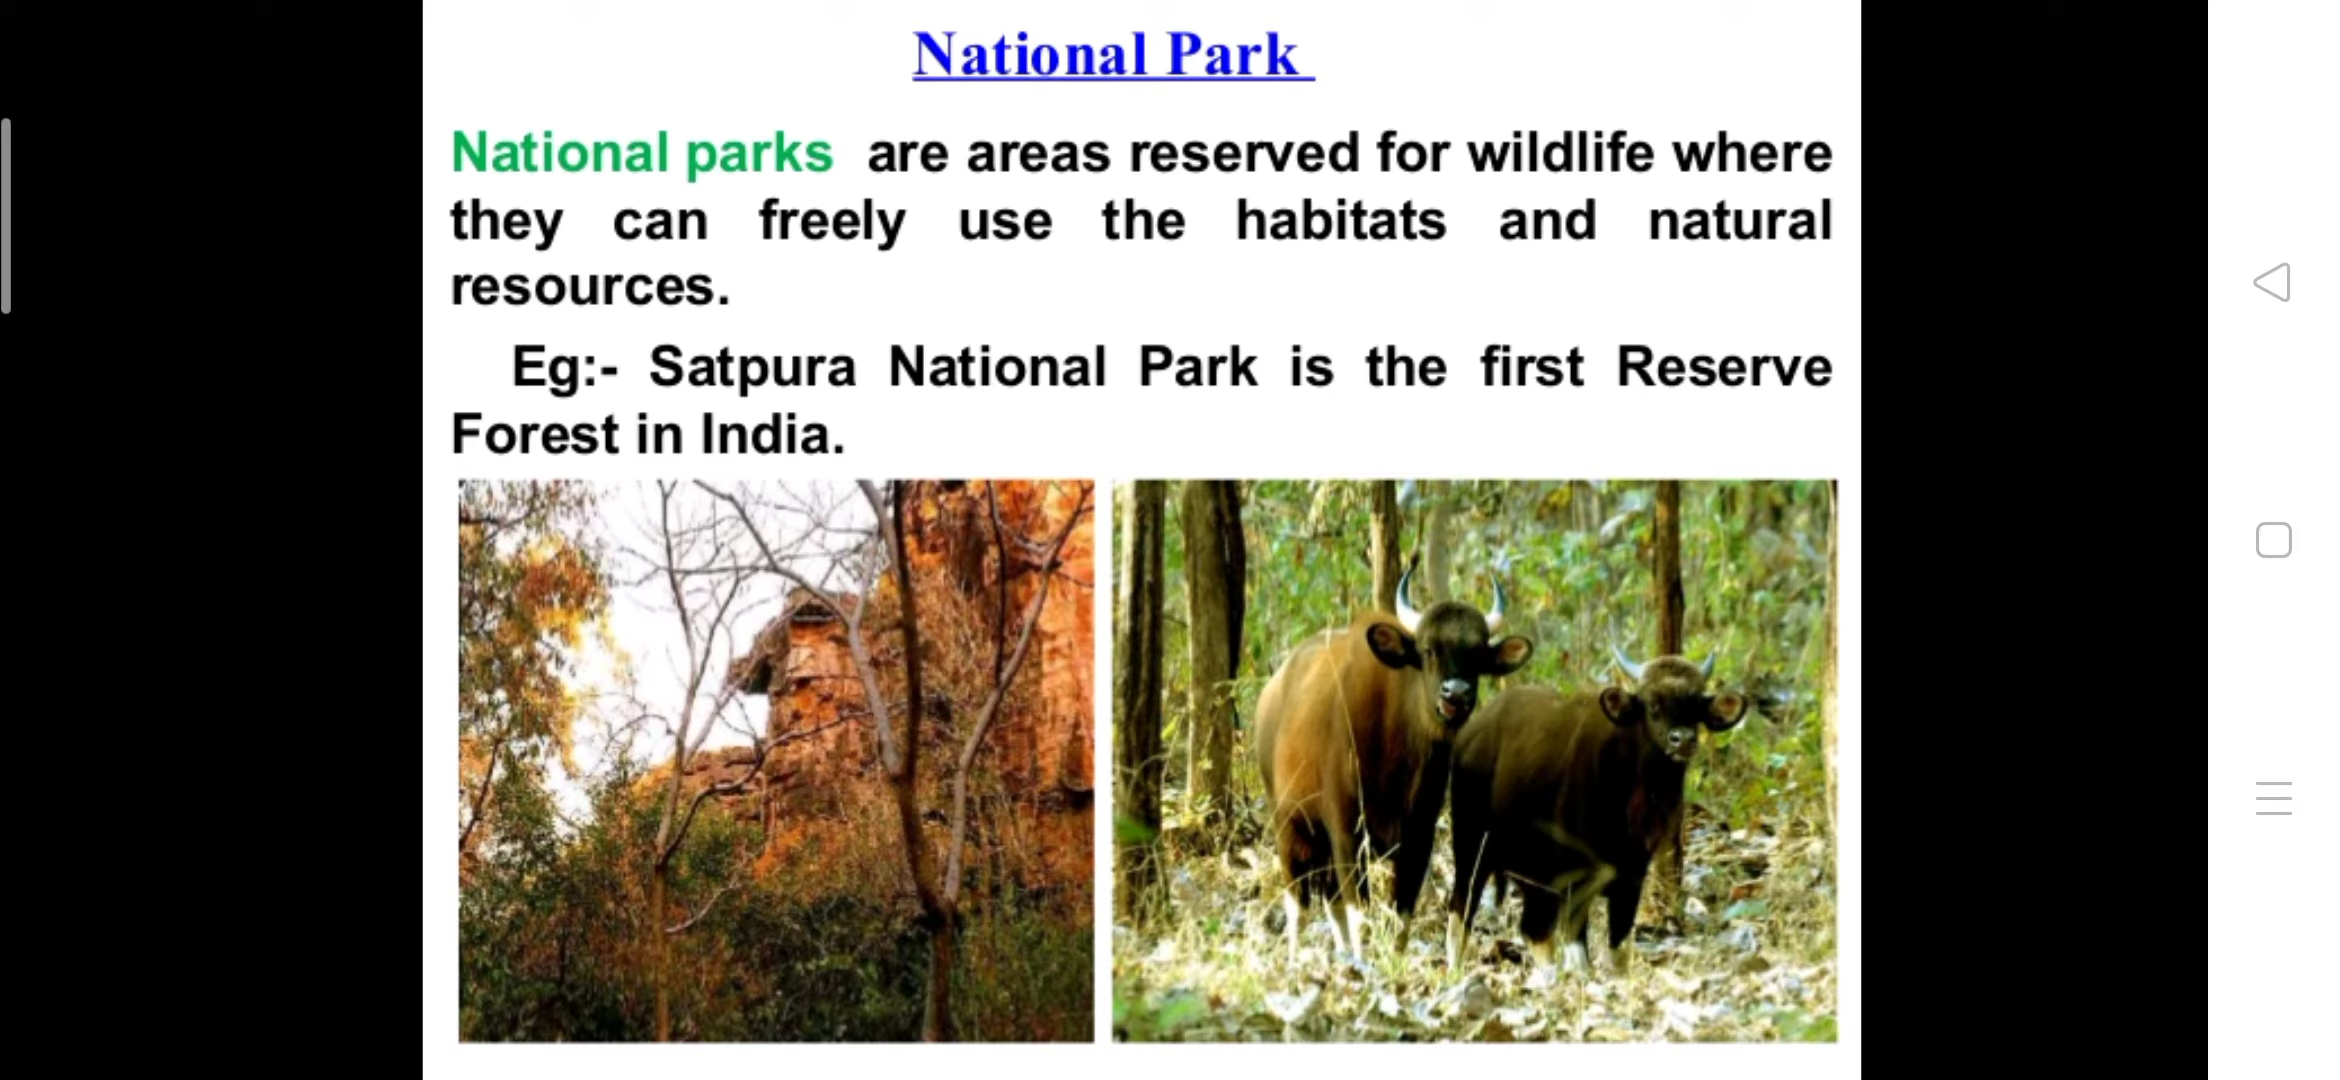 National Park
National parks are areas reserved for wildlife where
they can freely use the habitats and natural
resources.
Eg:- Satpura National Park is the first Reserve
Forest in India.